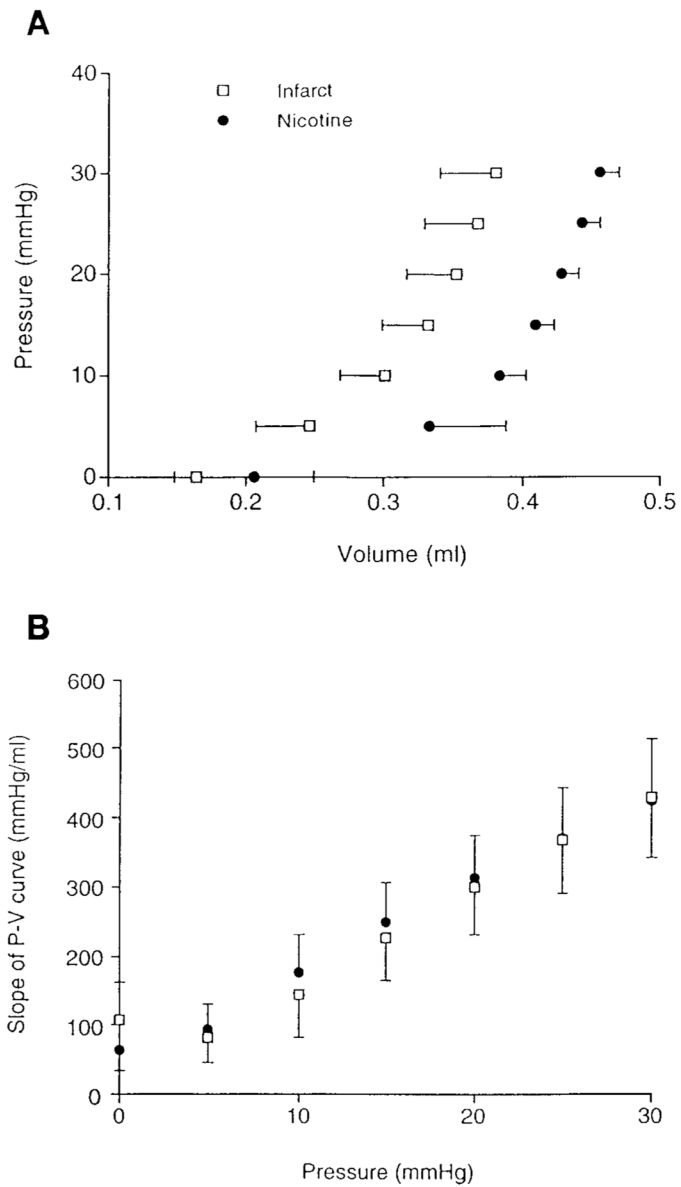 A
40
30
20
10
0
Pressure (mmHg)
Infarct
Nicotine
0.1 0.2 0.3 0.4 0.5
Volume (ml)
B
600
500
400
300
200
100
0
Slope of P-V curve (mmHg/ml)
0 10 20 30
Pressure (mmHg)